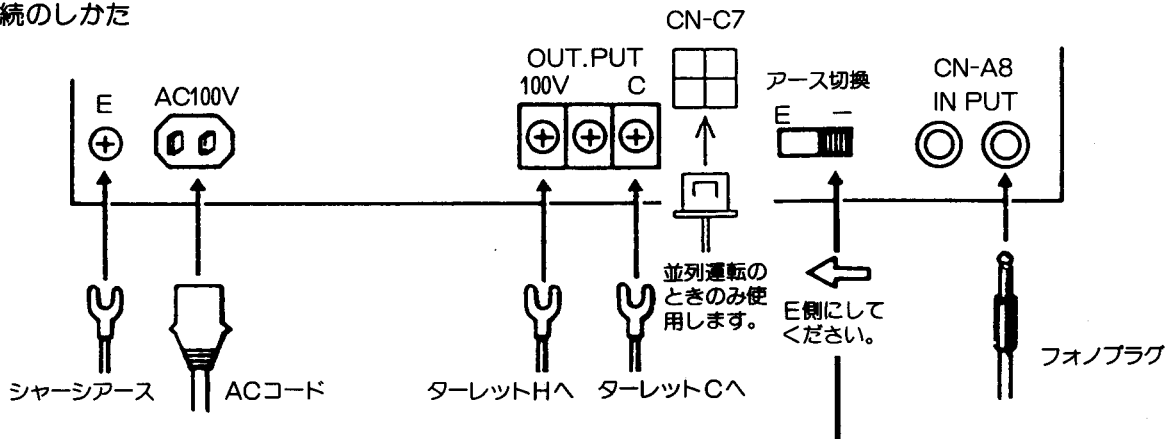 続のしかた
CN-C7
OUT.PUT
100V C
E
AC100V
アース切換
E −
CN-A8
IN PUT
並列運転の
ときのみ使
用します。
E側にして
ください。
シャーシアース
ACコード
ターレットHへ
ターレットCへ
フォノプラグ